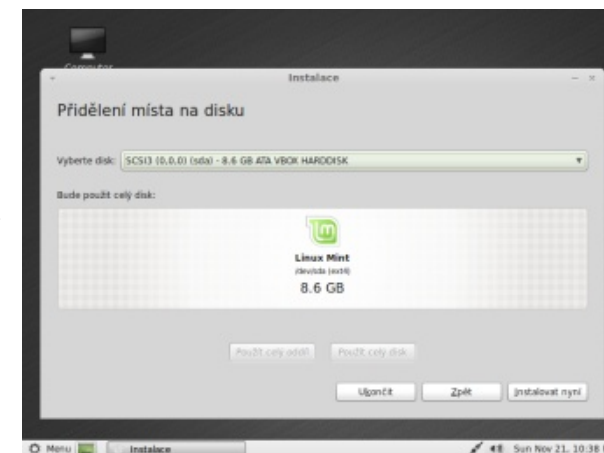 Computer
Instalace
Přidělení místa na disku
Vyberte disk: SCSI3 (0,0,0) (sda) - 8.6 GB ATA VBOX HARDDISK
Bude použit celý disk:
Linux Mint
/dev/sda (ext4)
8.6 GB
Použít celý oddíl Použít celý disk
Ukončit Zpět Instalovat nyní
Menu Instalace Sun Nov 21, 10:38